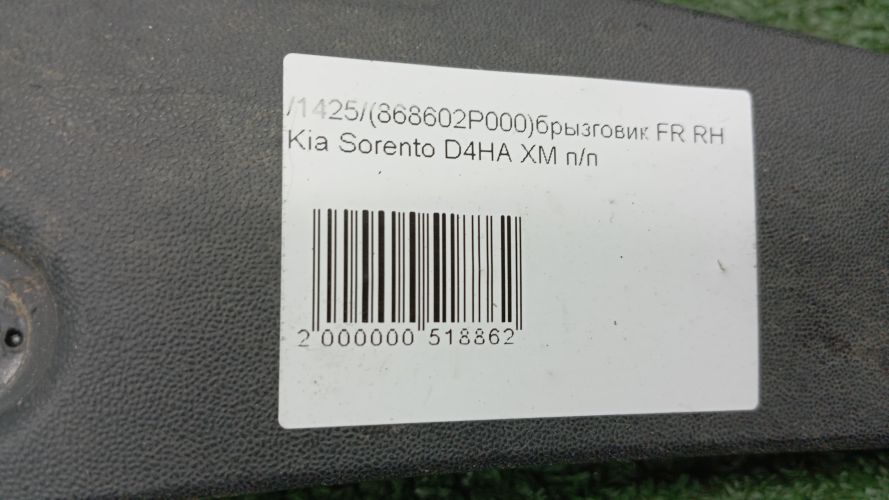 /1425/(868602P000)брызговик FR RH
Kia Sorento D4HA XM п/п
2 000000 518862